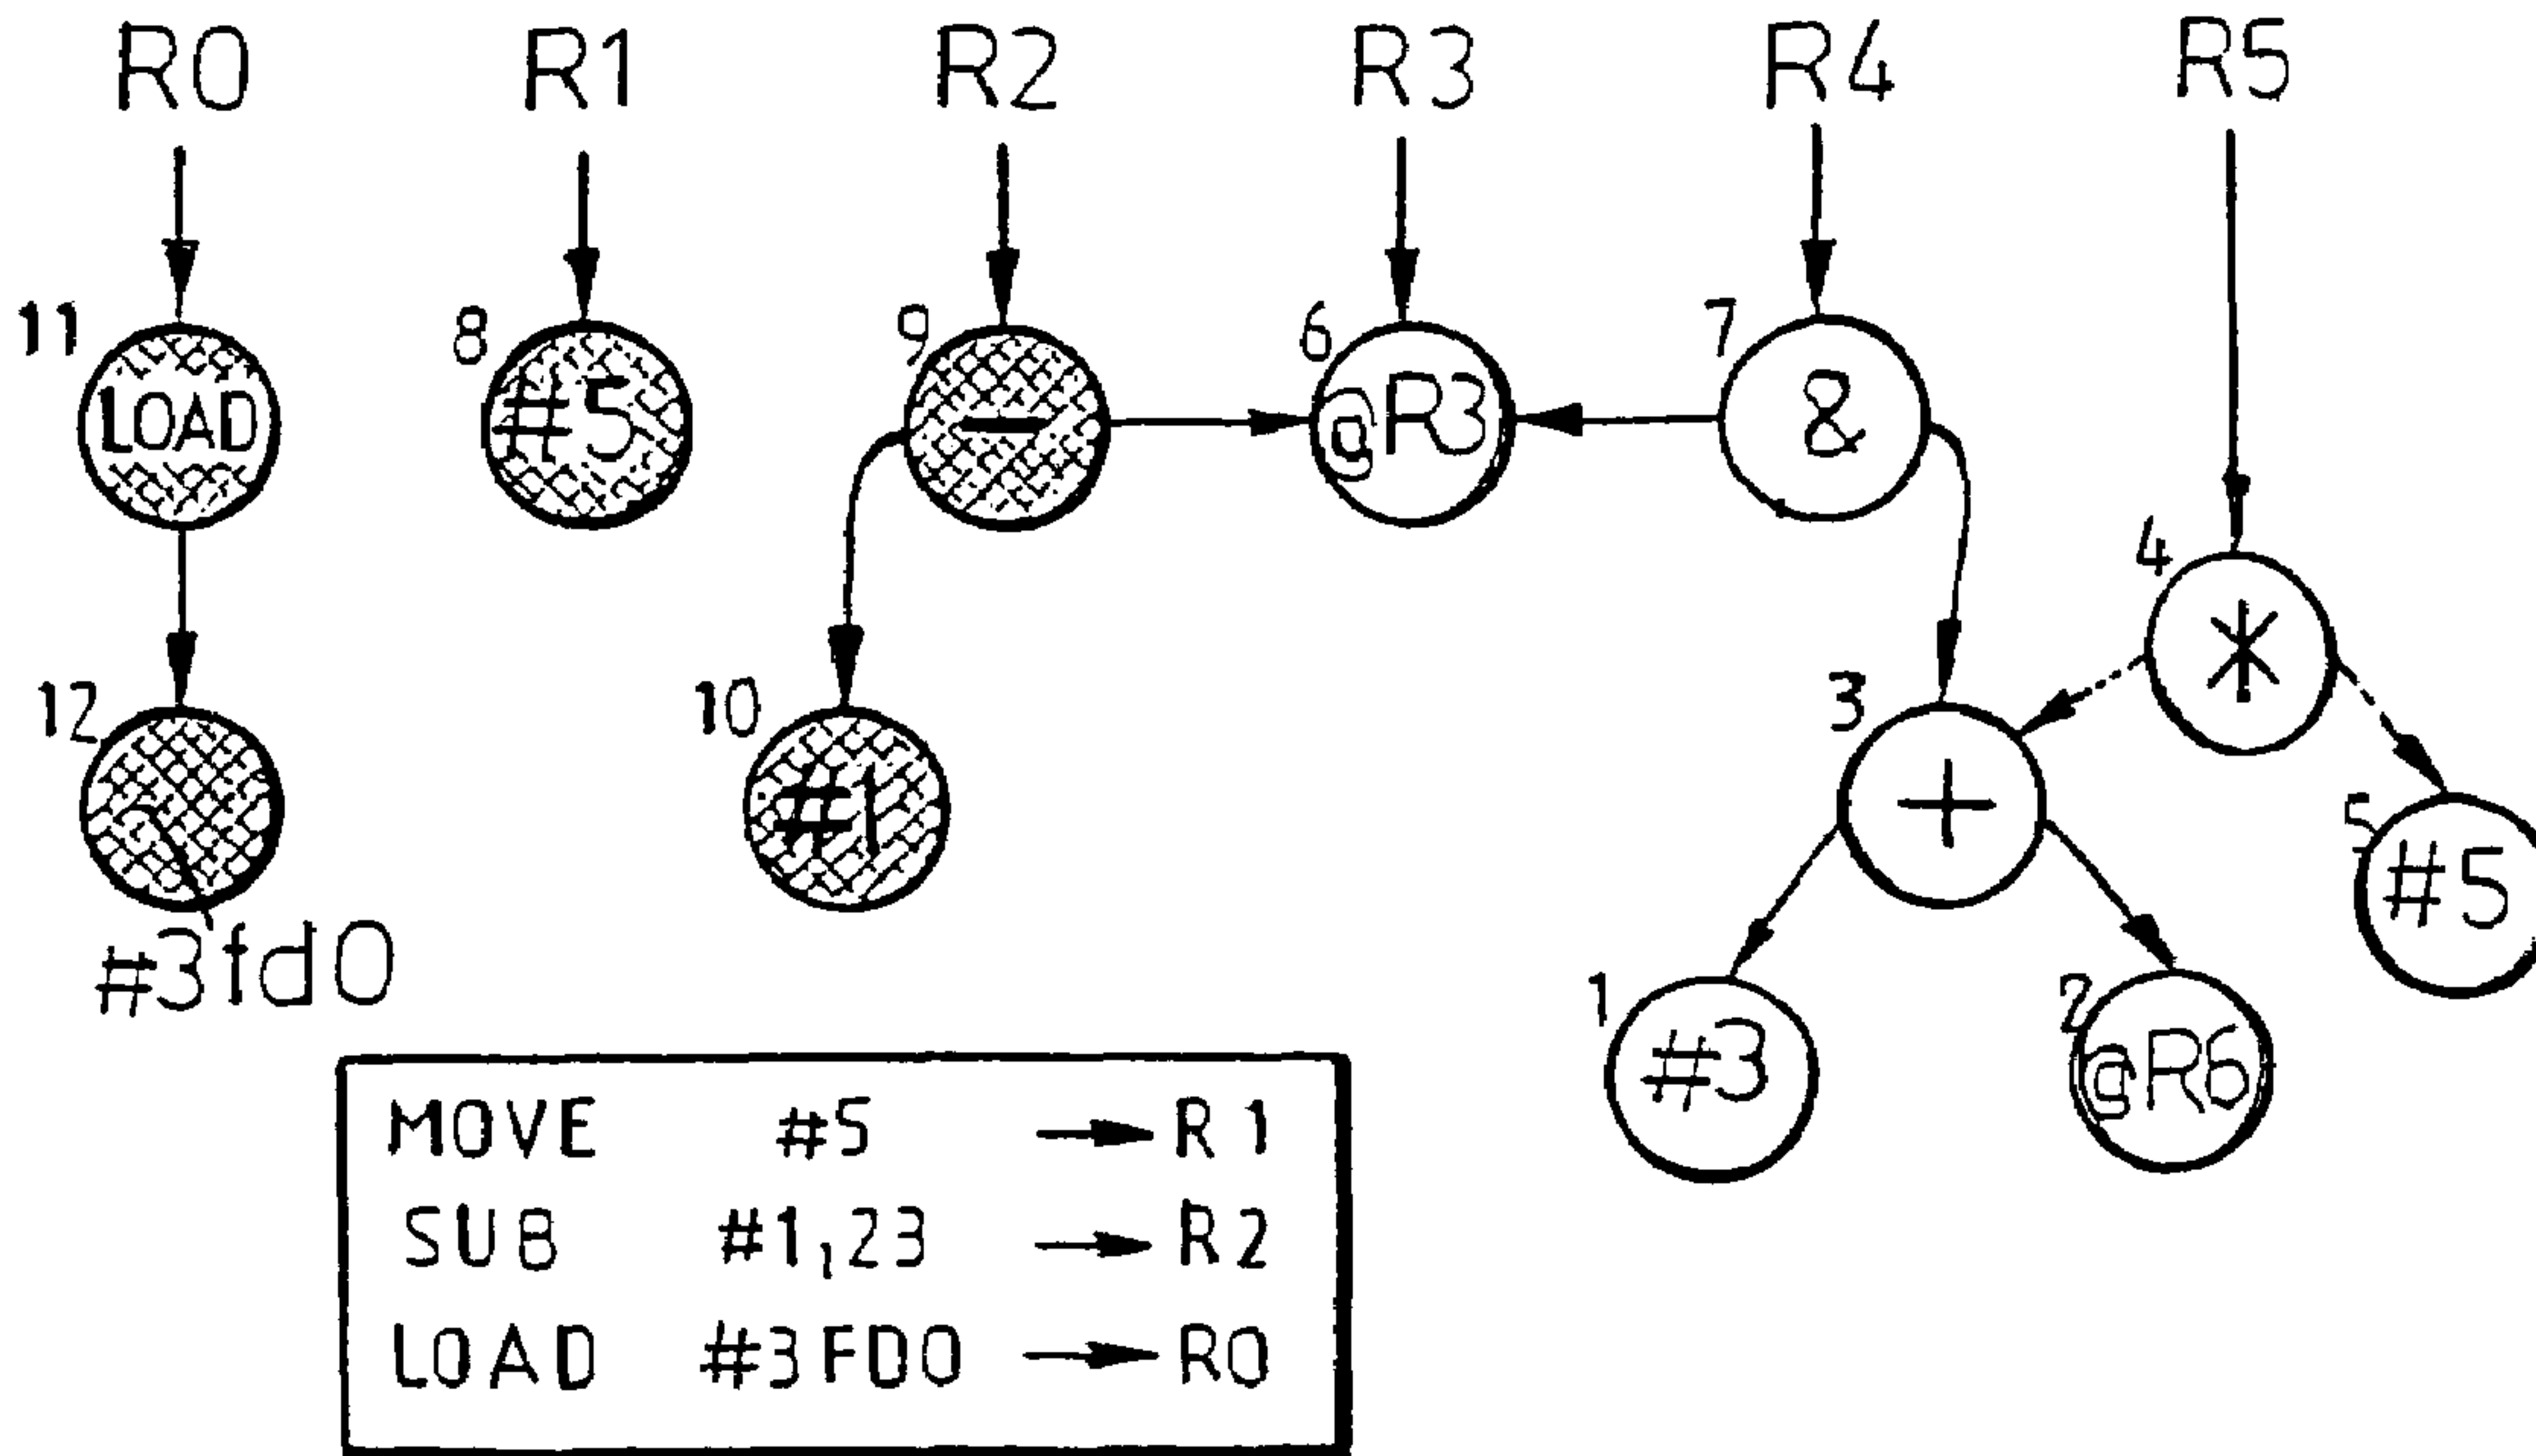 R0 R1 R2 R3 R4 R5
11 8 9 6 7
LOAD #5 - @R3 &
4
*
12 10 3
#1 + 5 #5
#3fd0
1 2
#3 @R6
MOVE #5 → R1
SUB #1,23 → R2
LOAD #3FD0 → R0